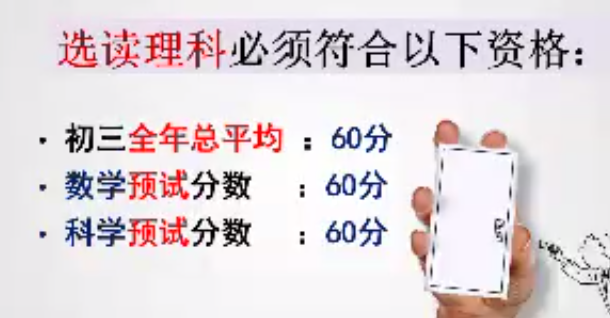 选读理科必须符合以下资格：
• 初三全年总平均 ：60分
• 数学预试分数 ：60分
• 科学预试分数 ：60分